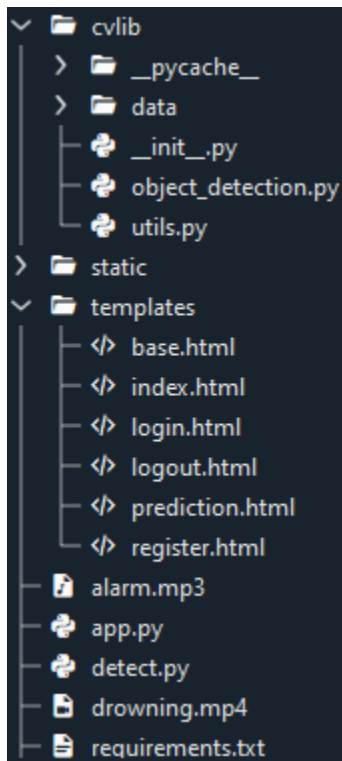 cvlib
__pycache__
data
__init__.py
object_detection.py
utils.py
static
templates
base.html
index.html
login.html
logout.html
prediction.html
register.html
alarm.mp3
app.py
detect.py
drowning.mp4
requirements.txt